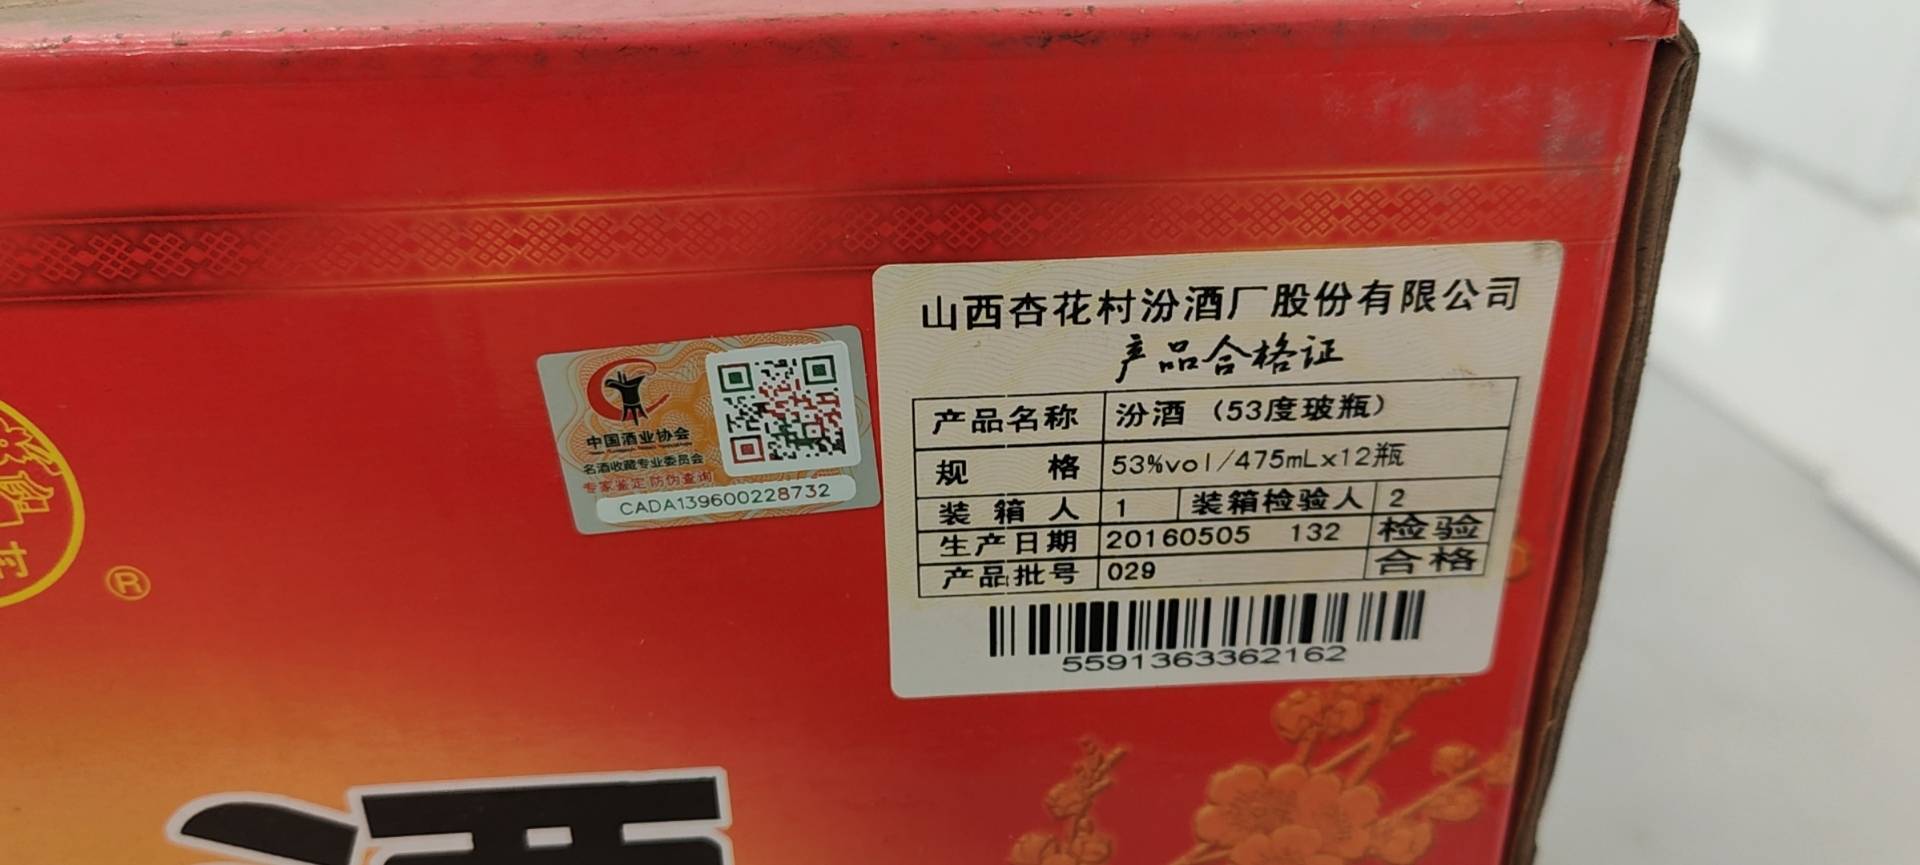 山西杏花村汾酒厂股份有限公司
产品合格证
产品名称 汾酒（53度玻瓶）
规格 53%vol/475mLx12瓶
装箱人 1 装箱检验人 2
生产日期 20160505 132 检验
产品批号 029 合格
5591363362162
中国酒业协会
名酒收藏专业委员会
专家鉴定 防伪查询
CADA139600228732
村
®
酒